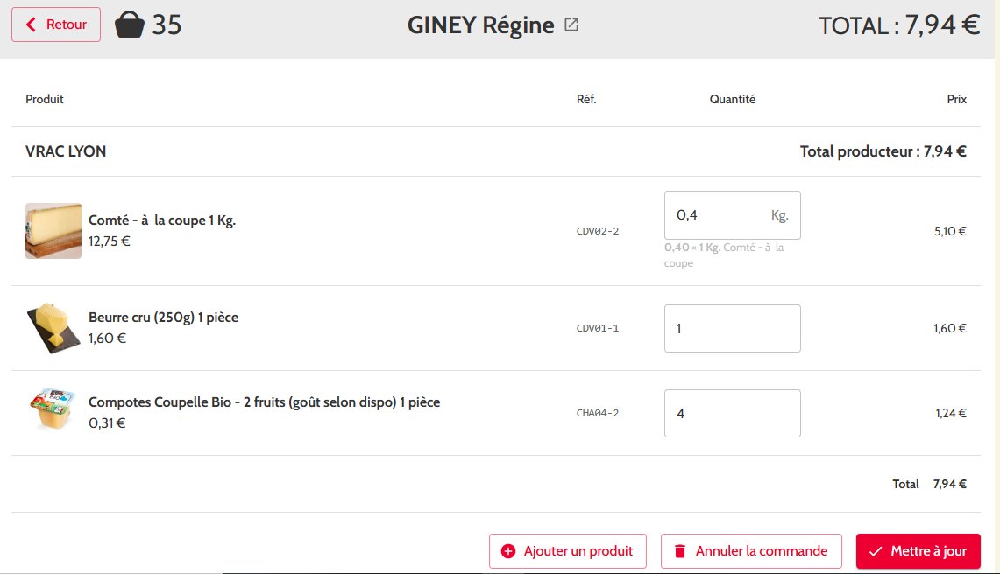 Retour
35
GINEY Régine
TOTAL : 7,94 €
Produit
Réf.
Quantité
Prix
VRAC LYON
Total producteur : 7,94 €
Comté - à la coupe 1 Kg.
12,75 €
CDV02-2
0,4 Kg.
0,40 × 1 Kg. Comté - à la
coupe
5,10 €
Beurre cru (250g) 1 pièce
1,60 €
CDV01-1
1
1,60 €
BIO
Compotes Coupelle Bio - 2 fruits (goût selon dispo) 1 pièce
0,31 €
CHA04-2
4
1,24 €
Total 7,94 €
Ajouter un produit
Annuler la commande
Mettre à jour